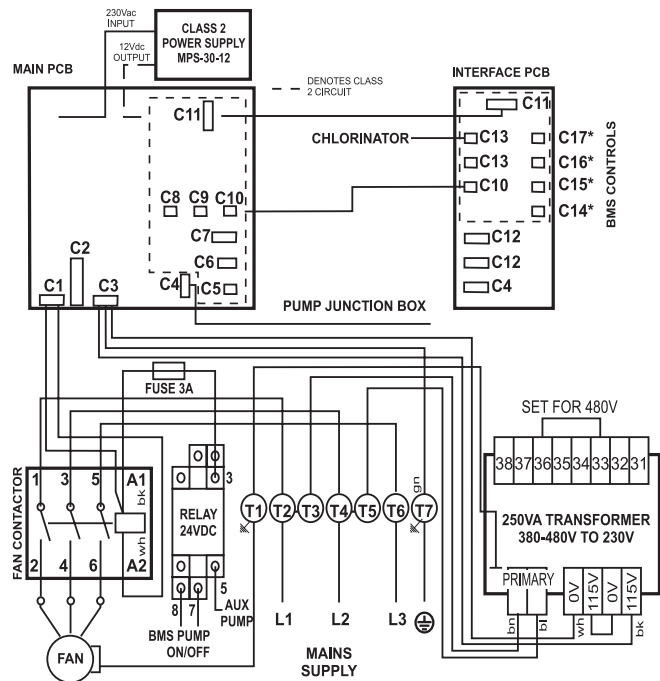 230Vac
INPUT
12Vdc
OUTPUT
CLASS 2
POWER SUPPLY
MPS-30-12
MAIN PCB
DENOTES CLASS
2 CIRCUIT
INTERFACE PCB
C11
C11
CHLORINATOR
C13
C17*
C13
C16*
C10
C15*
C14*
BMS CONTROLS
C8
C9
C10
C7
C6
C5
C4
C2
C1
C3
C12
C12
C4
PUMP JUNCTION BOX
FUSE 3A
SET FOR 480V
38 37 36 35 34 33 32 31
250VA TRANSFORMER
380-480V TO 230V
PRIMARY
0V
115V
0V
115V
bn
bl
wh
bk
FAN CONTACTOR
1
3
5
A1
bk
wh
2
4
6
A2
3
RELAY
24VDC
5
8
7
AUX
PUMP
BMS PUMP
ON/OFF
gn
T1
T2
T3
T4
T5
T6
T7
L1
L2
L3
MAINS
SUPPLY
FAN